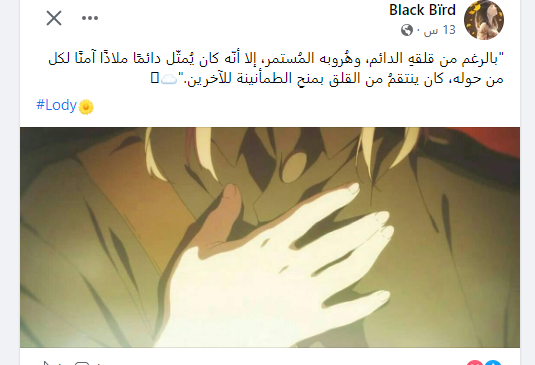 Black Bïrd
13 س ·
"بالرغم من قلقهِ الدائم، وهُروبه المُستمر، إلا أنّه كان يُمثّل دائمًا ملاذًا آمنًا لكل
من حوله، كان ينتقمُ من القلق بمنحِ الطمأنينة للآخرين."☁️
#Lody🌼